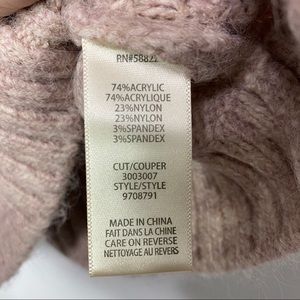 RN#58822
74%ACRYLIC
74%ACRYLIQUE
23%NYLON
23%NYLON
3%SPANDEX
3%SPANDEX
CUT/COUPER
3003007
STYLE/STYLE
9708791
MADE IN CHINA
FAIT DANS LA CHINE
CARE ON REVERSE
NETTOYAGE AU REVERS